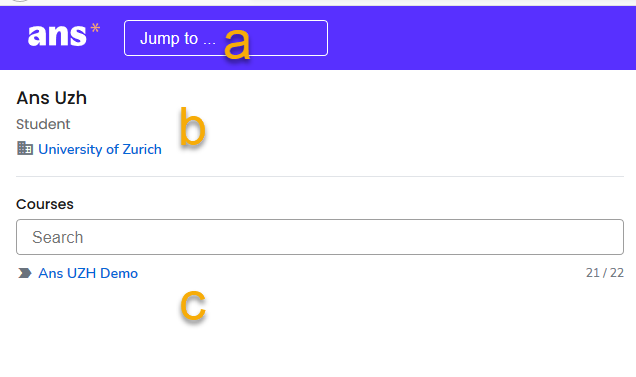 ans* Jump to ... a
Ans Uzh
Student b
University of Zurich
Courses
Search
Ans UZH Demo 21 / 22
c